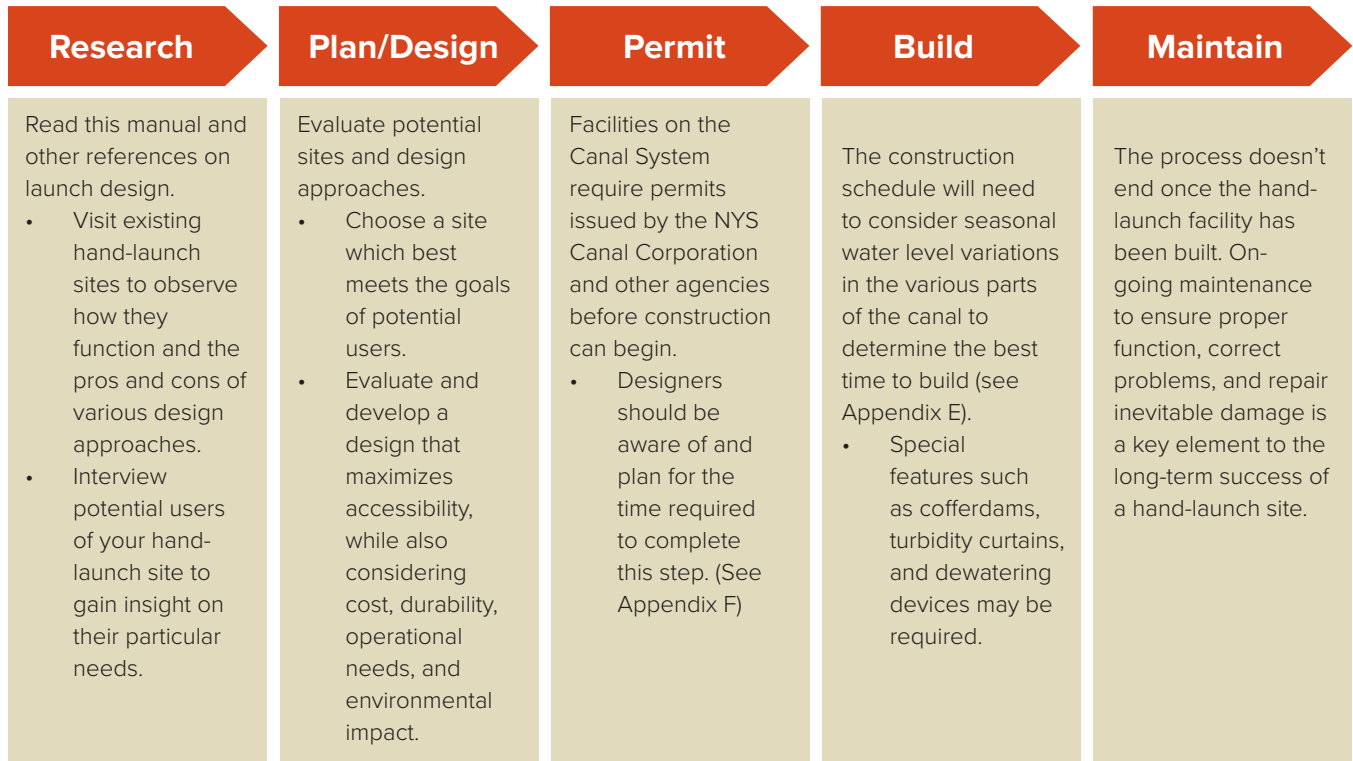 Research
Read this manual and
other references on
launch design.
• Visit existing
hand-launch
sites to observe
how they
function and the
pros and cons of
various design
approaches.
• Interview
potential users
of your hand-
launch site to
gain insight on
their particular
needs.
Plan/Design
Evaluate potential
sites and design
approaches.
• Choose a site
which best
meets the goals
of potential
users.
• Evaluate and
develop a
design that
maximizes
accessibility,
while also
considering
cost, durability,
operational
needs, and
environmental
impact.
Permit
Facilities on the
Canal System
require permits
issued by the NYS
Canal Corporation
and other agencies
before construction
can begin.
• Designers
should be
aware of and
plan for the
time required
to complete
this step. (See
Appendix F)
Build
The construction
schedule will need
to consider seasonal
water level variations
in the various parts
of the canal to
determine the best
time to build (see
Appendix E).
• Special
features such
as cofferdams,
turbidity curtains,
and dewatering
devices may be
required.
Maintain
The process doesn’t
end once the hand-
launch facility has
been built. On-
going maintenance
to ensure proper
function, correct
problems, and repair
inevitable damage is
a key element to the
long-term success of
a hand-launch site.